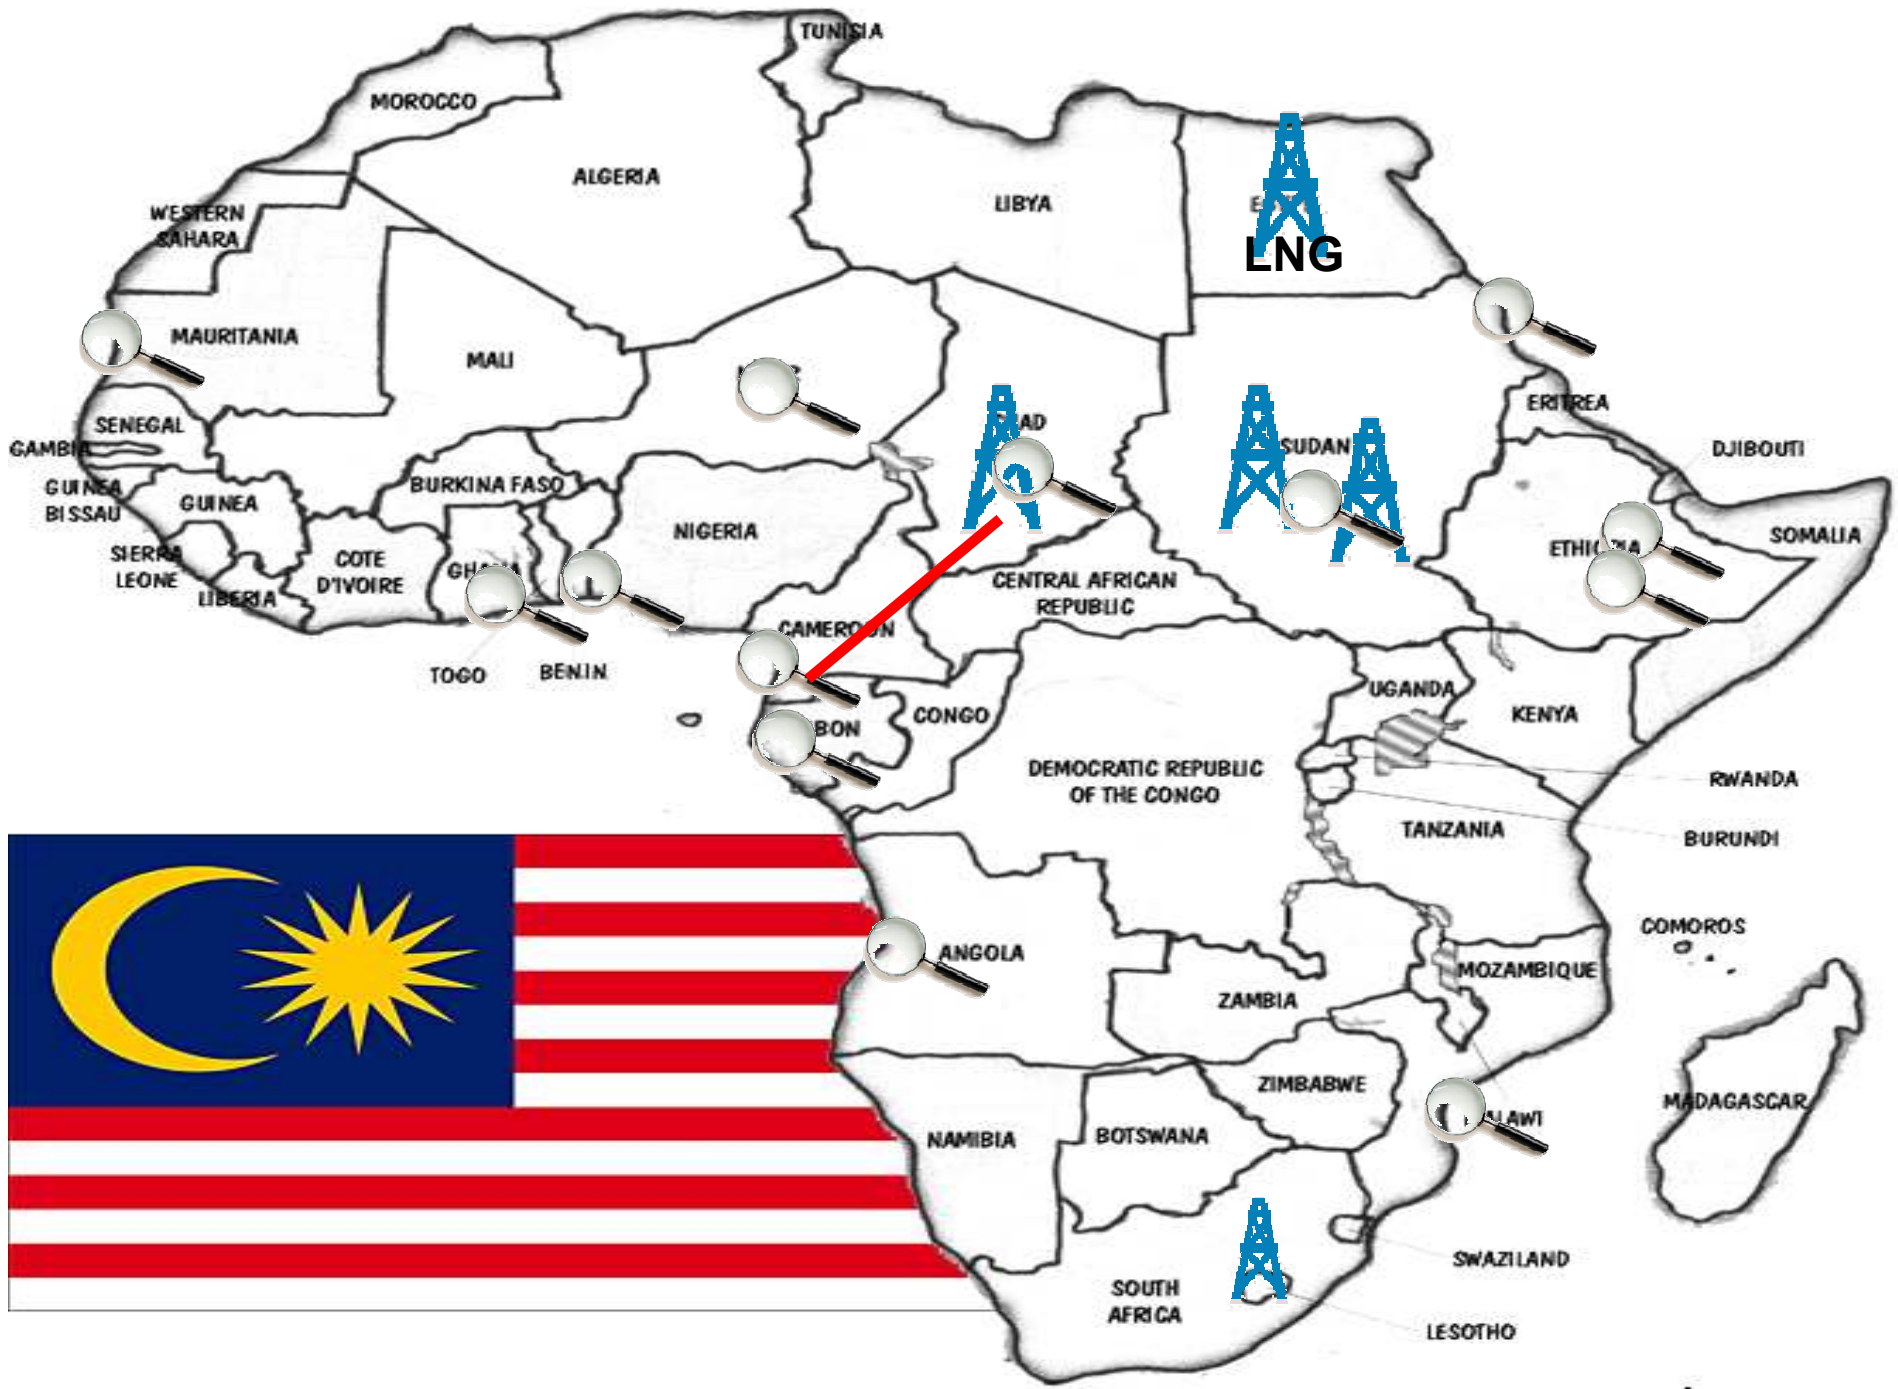 TUNISIA
MOROCCO
ALGERIA
LIBYA
WESTERN
SAHARA
LNG
MAURITANIA
MALI
SENEGAL
GAMBIA
GUINEA
BISSAU
GUINEA
SIERRA
LEONE
LIBERIA
COTE
D'IVOIRE
BURKINA FASO
GHANA
TOGO
BENIN
NIGERIA
SUDAN
ERITREA
DJIBOUTI
SOMALIA
CENTRAL AFRICAN
REPUBLIC
CAMEROON
CONGO
DEMOCRATIC REPUBLIC
OF THE CONGO
UGANDA
KENYA
RWANDA
BURUNDI
TANZANIA
COMOROS
ANGOLA
ZAMBIA
MOZAMBIQUE
ZIMBABWE
MADAGASCAR
NAMIBIA
BOTSWANA
SWAZILAND
SOUTH
AFRICA
LESOTHO